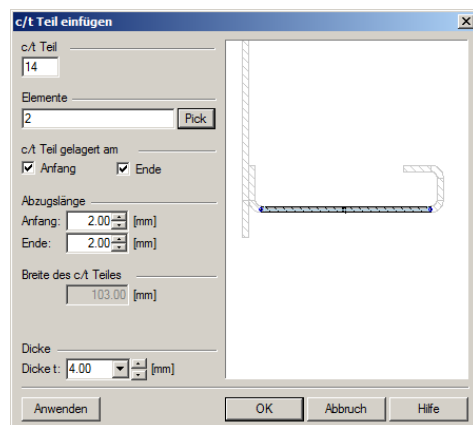 c/t Teil einfügen
c/t Teil
14
Elemente
2
Pick
c/t Teil gelagert am
Anfang
Ende
Abzugslänge
Anfang: 2.00 [mm]
Ende: 2.00 [mm]
Breite des c/t Teiles
103.00 [mm]
Dicke
Dicke t: 4.00 [mm]
Anwenden
OK
Abbruch
Hilfe